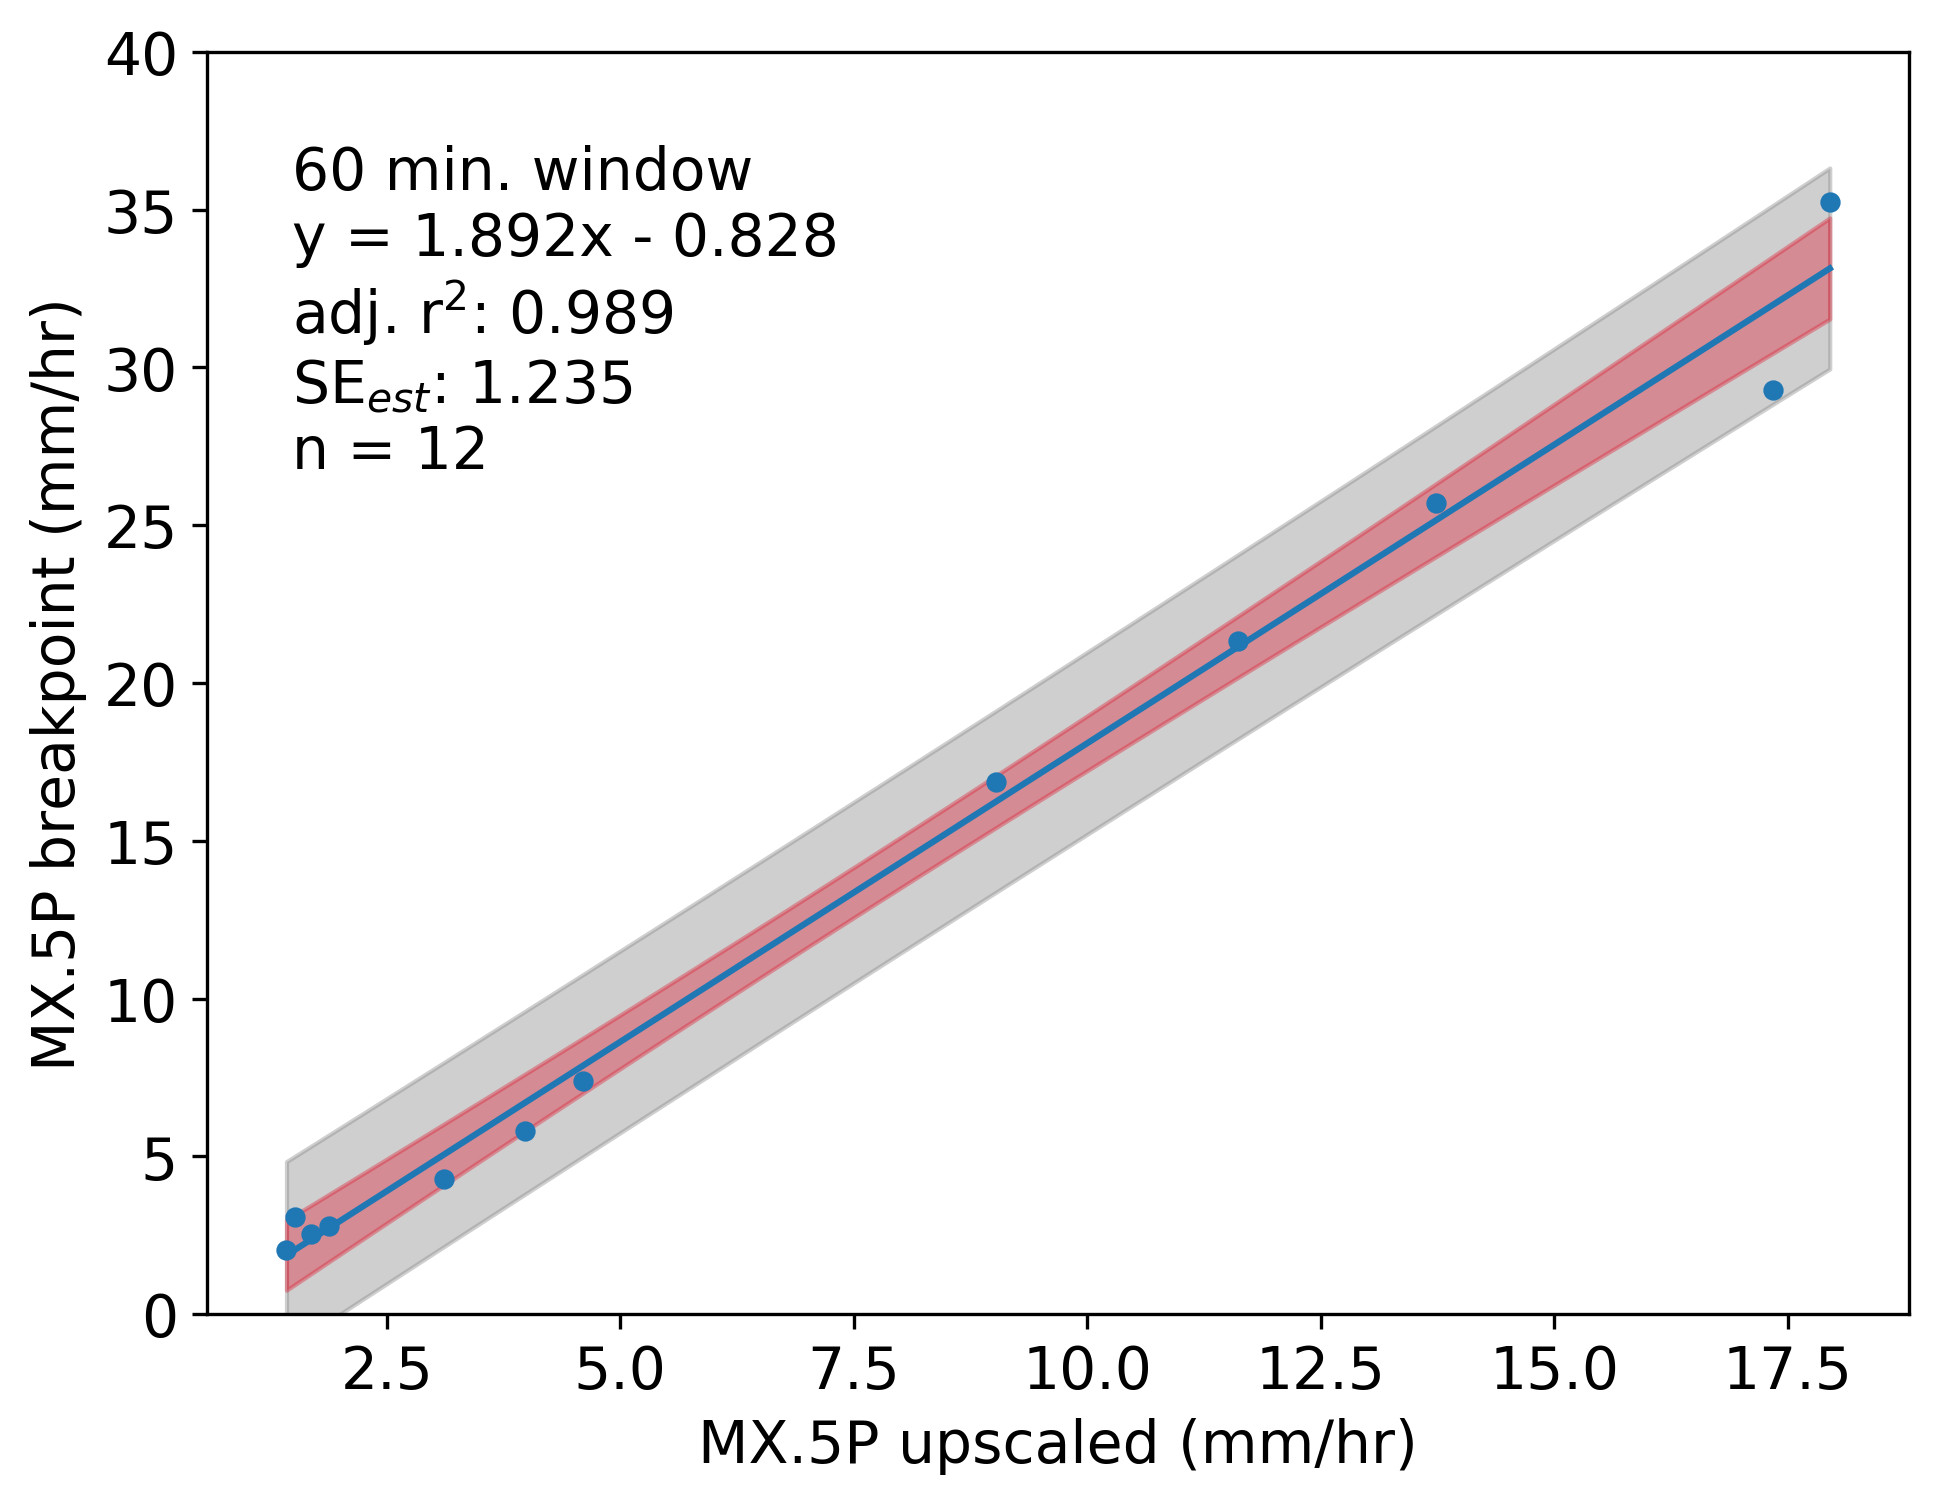 40
35
30
25
20
15
10
5
0
MX.5P breakpoint (mm/hr)
60 min. window
y = 1.892x - 0.828
adj. r²: 0.989
SEₑₛₜ: 1.235
n = 12
2.5 5.0 7.5 10.0 12.5 15.0 17.5
MX.5P upscaled (mm/hr)